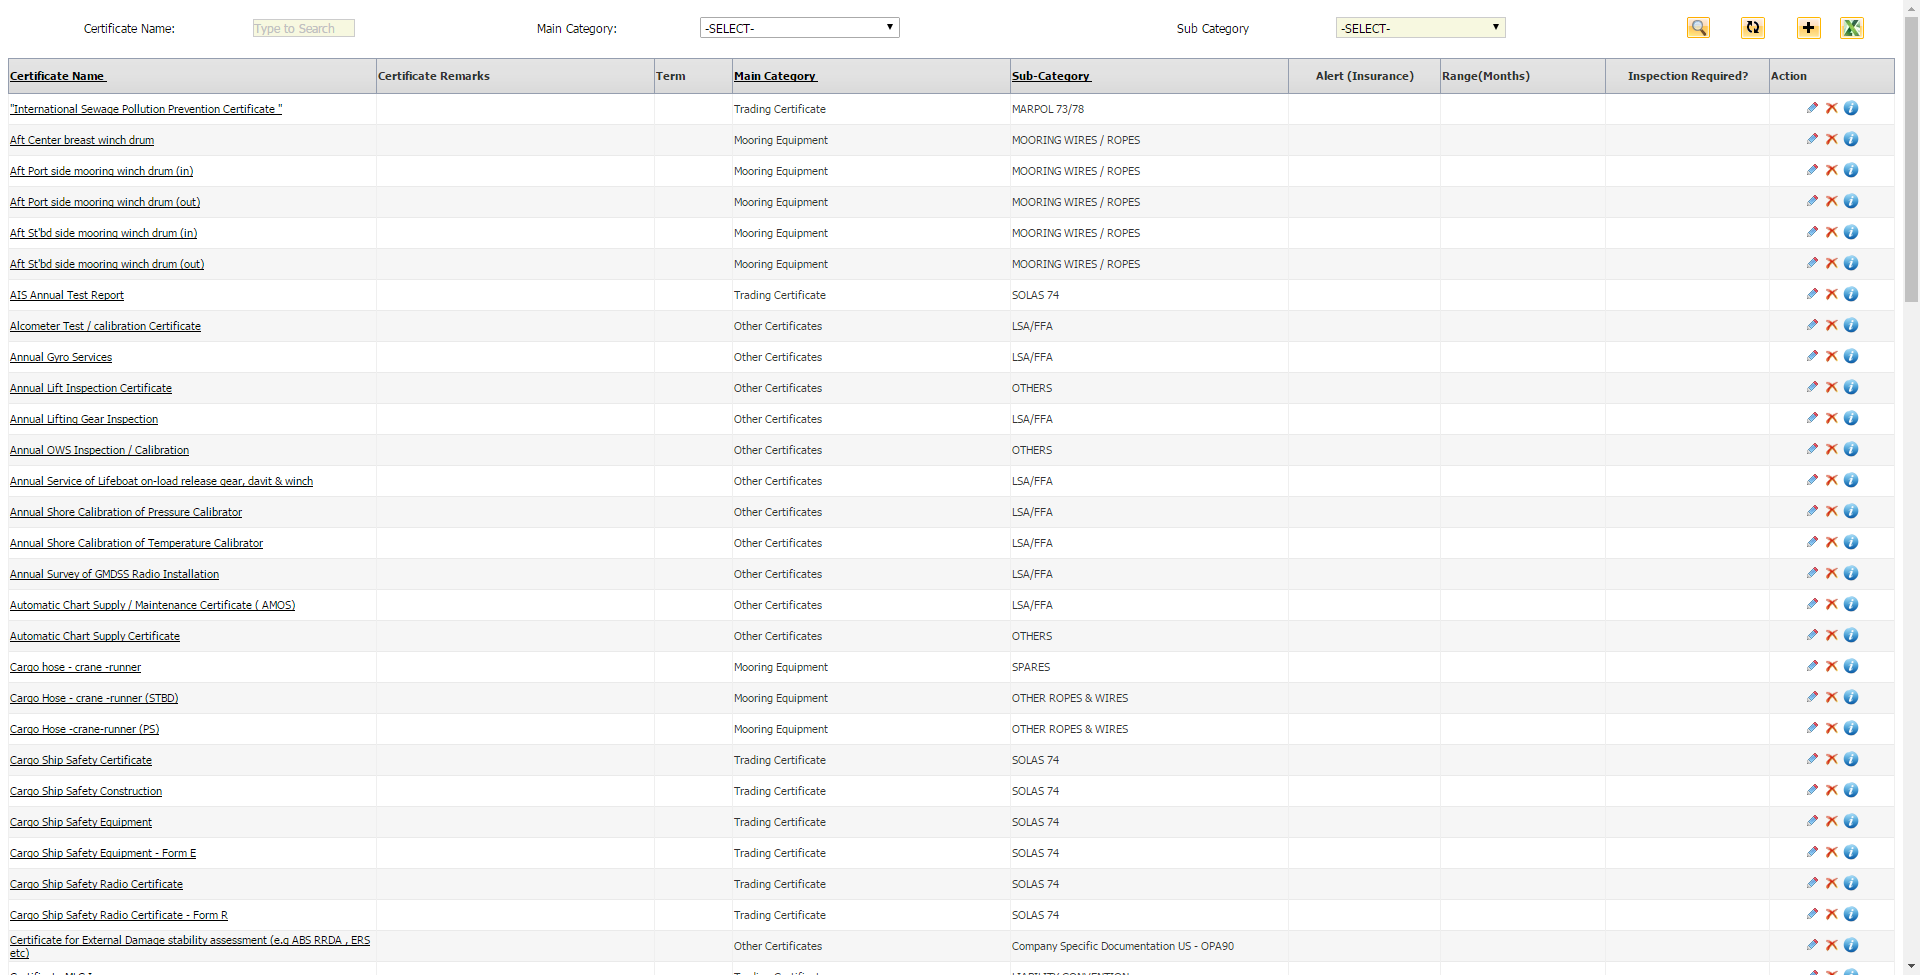 Certificate Name: Type to Search Main Category: -SELECT- Sub Category -SELECT-
Certificate Name Certificate Remarks Term Main Category Sub-Category Alert (Insurance) Range(Months) Inspection Required? Action
"International Sewage Pollution Prevention Certificate " Trading Certificate MARPOL 73/78
Aft Center breast winch drum Mooring Equipment MOORING WIRES / ROPES
Aft Port side mooring winch drum (in) Mooring Equipment MOORING WIRES / ROPES
Aft Port side mooring winch drum (out) Mooring Equipment MOORING WIRES / ROPES
Aft St'bd side mooring winch drum (in) Mooring Equipment MOORING WIRES / ROPES
Aft St'bd side mooring winch drum (out) Mooring Equipment MOORING WIRES / ROPES
AIS Annual Test Report Trading Certificate SOLAS 74
Alcometer Test / calibration Certificate Other Certificates LSA/FFA
Annual Gyro Services Other Certificates LSA/FFA
Annual Lift Inspection Certificate Other Certificates OTHERS
Annual Lifting Gear Inspection Other Certificates LSA/FFA
Annual OWS Inspection / Calibration Other Certificates OTHERS
Annual Service of Lifeboat on-load release gear, davit & winch Other Certificates LSA/FFA
Annual Shore Calibration of Pressure Calibrator Other Certificates LSA/FFA
Annual Shore Calibration of Temperature Calibrator Other Certificates LSA/FFA
Annual Survey of GMDSS Radio Installation Other Certificates LSA/FFA
Automatic Chart Supply / Maintenance Certificate ( AMOS) Other Certificates LSA/FFA
Automatic Chart Supply Certificate Other Certificates OTHERS
Cargo hose - crane -runner Mooring Equipment SPARES
Cargo Hose - crane -runner (STBD) Mooring Equipment OTHER ROPES & WIRES
Cargo Hose -crane-runner (PS) Mooring Equipment OTHER ROPES & WIRES
Cargo Ship Safety Certificate Trading Certificate SOLAS 74
Cargo Ship Safety Construction Trading Certificate SOLAS 74
Cargo Ship Safety Equipment Trading Certificate SOLAS 74
Cargo Ship Safety Equipment - Form E Trading Certificate SOLAS 74
Cargo Ship Safety Radio Certificate Trading Certificate SOLAS 74
Cargo Ship Safety Radio Certificate - Form R Trading Certificate SOLAS 74
Certificate for External Damage stability assessment (e.g ABS RRDA , ERS
etc) Other Certificates Company Specific Documentation US - OPA90